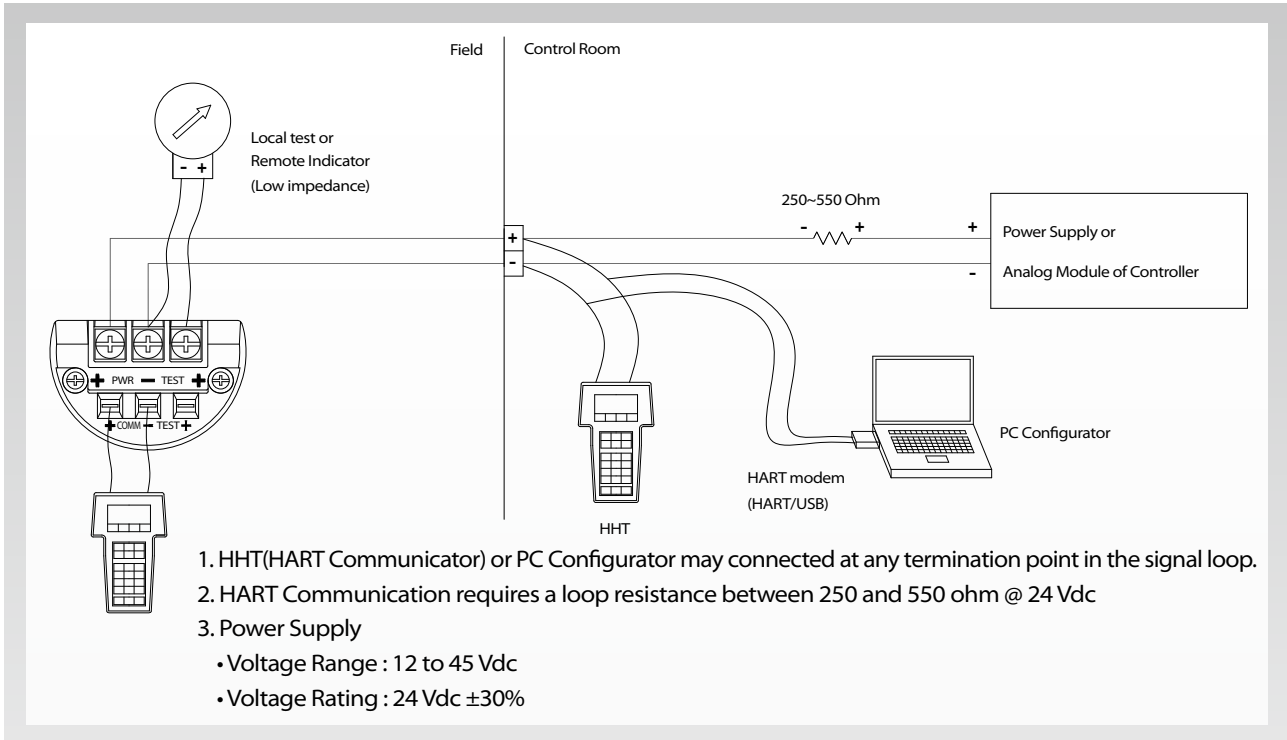 Field
Control Room
Local test or
Remote Indicator
(Low impedance)
- +
250~550 Ohm
- +
+
-
+ Power Supply or
- Analog Module of Controller
+ PWR - TEST +
+ COMM - TEST +
PC Configurator
HART modem
(HART/USB)
HHT
1. HHT(HART Communicator) or PC Configurator may connected at any termination point in the signal loop.
2. HART Communication requires a loop resistance between 250 and 550 ohm @ 24 Vdc
3. Power Supply
• Voltage Range : 12 to 45 Vdc
• Voltage Rating : 24 Vdc ±30%